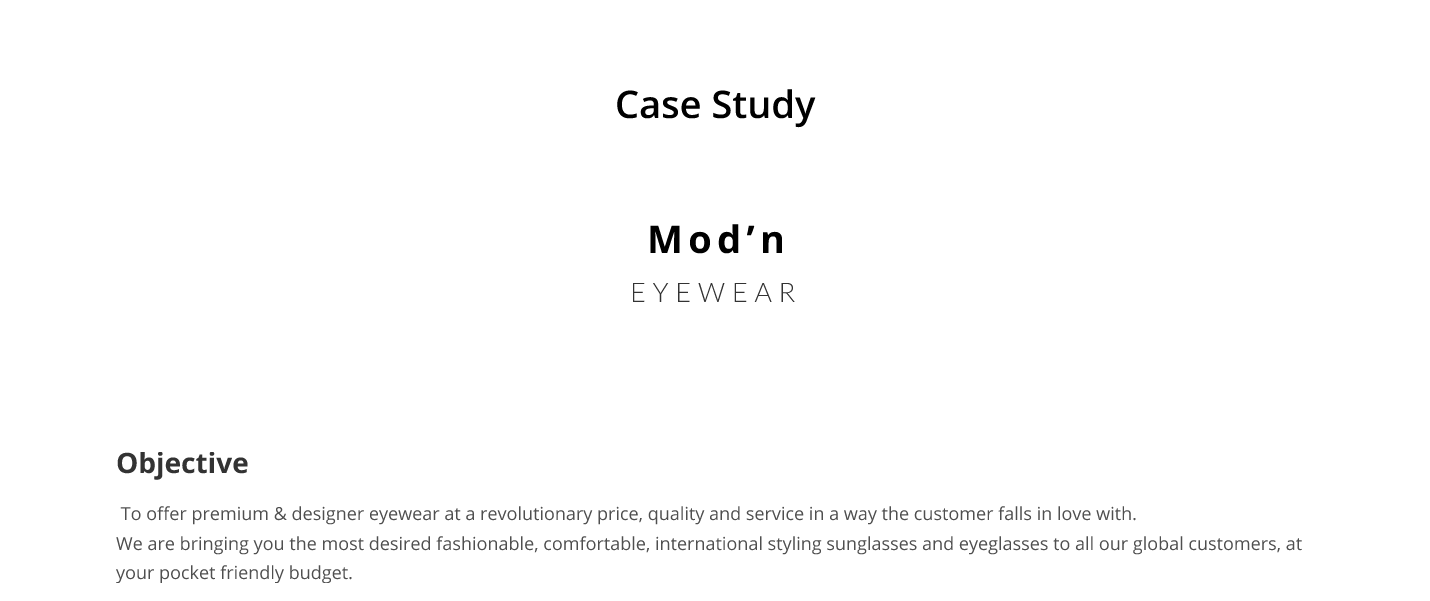 Case Study
Mod’n
EYEWEAR
Objective
To offer premium & designer eyewear at a revolutionary price, quality and service in a way the customer falls in love with.
We are bringing you the most desired fashionable, comfortable, international styling sunglasses and eyeglasses to all our global customers, at
your pocket friendly budget.